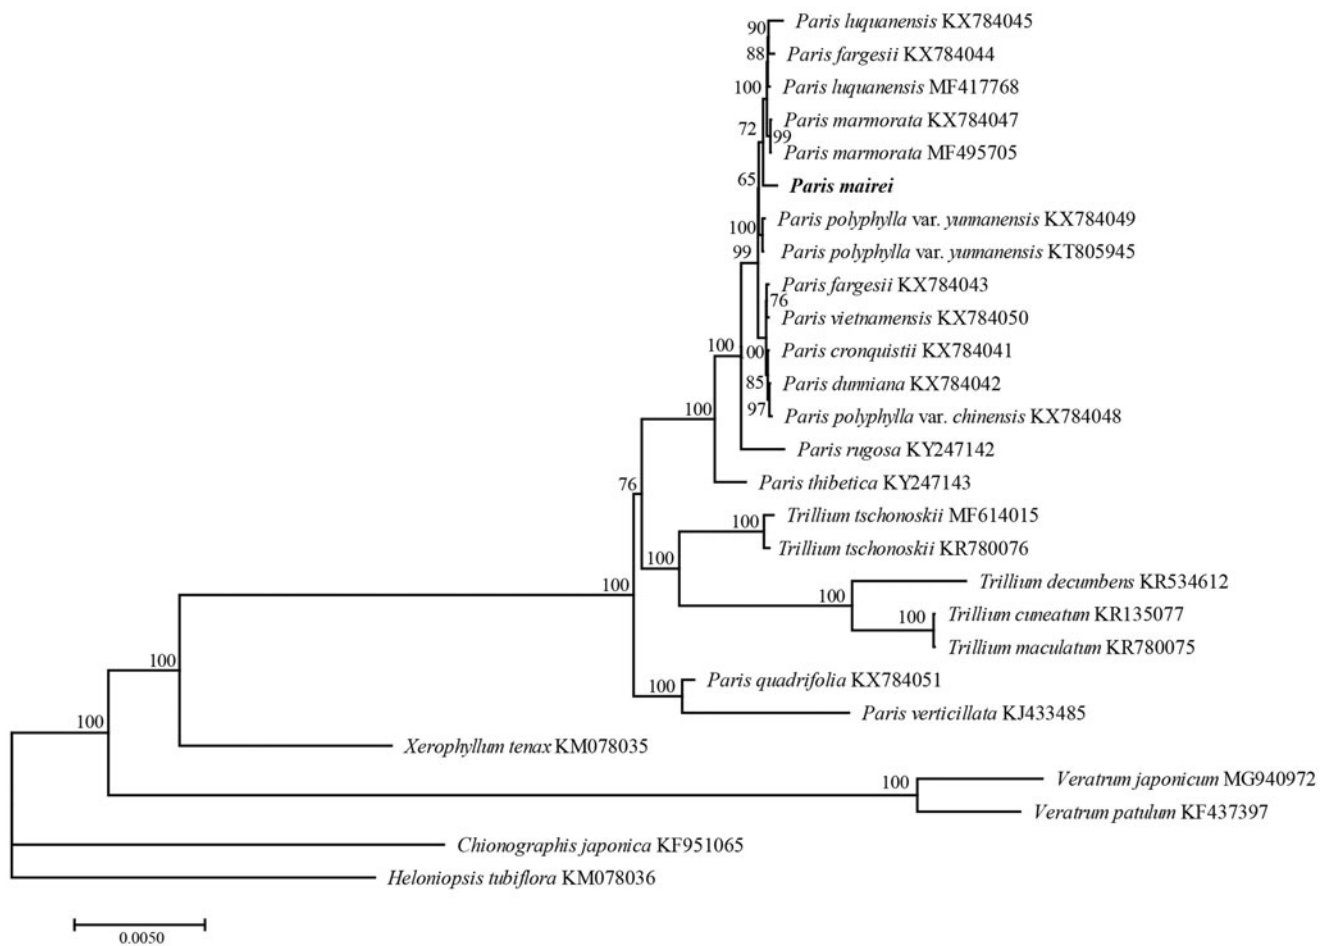 90
Paris luquanensis KX784045
88
Paris fargesii KX784044
100
Paris luquanensis MF417768
Paris marmorata KX784047
72
99
Paris marmorata MF495705
65
Paris mairei
Paris polyphylla var. yunnanensis KX784049
100
99
Paris polyphylla var. yunnanensis KT805945
Paris fargesii KX784043
76
Paris vietnamensis KX784050
100
100
Paris cronquistii KX784041
85
Paris dunniana KX784042
97
Paris polyphylla var. chinensis KX784048
100
Paris rugosa KY247142
Paris thibetica KY247143
76
100
Trillium tschonoskii MF614015
Trillium tschonoskii KR780076
100
Trillium decumbens KR534612
100
100
100
Trillium cuneatum KR135077
Trillium maculatum KR780075
100
100
Paris quadrifolia KX784051
Paris verticillata KJ433485
100
Xerophyllum tenax KM078035
100
Veratrum japonicum MG940972
Veratrum patulum KF437397
Chionographis japonica KF951065
Heloniopsis tubiflora KM078036
0.0050